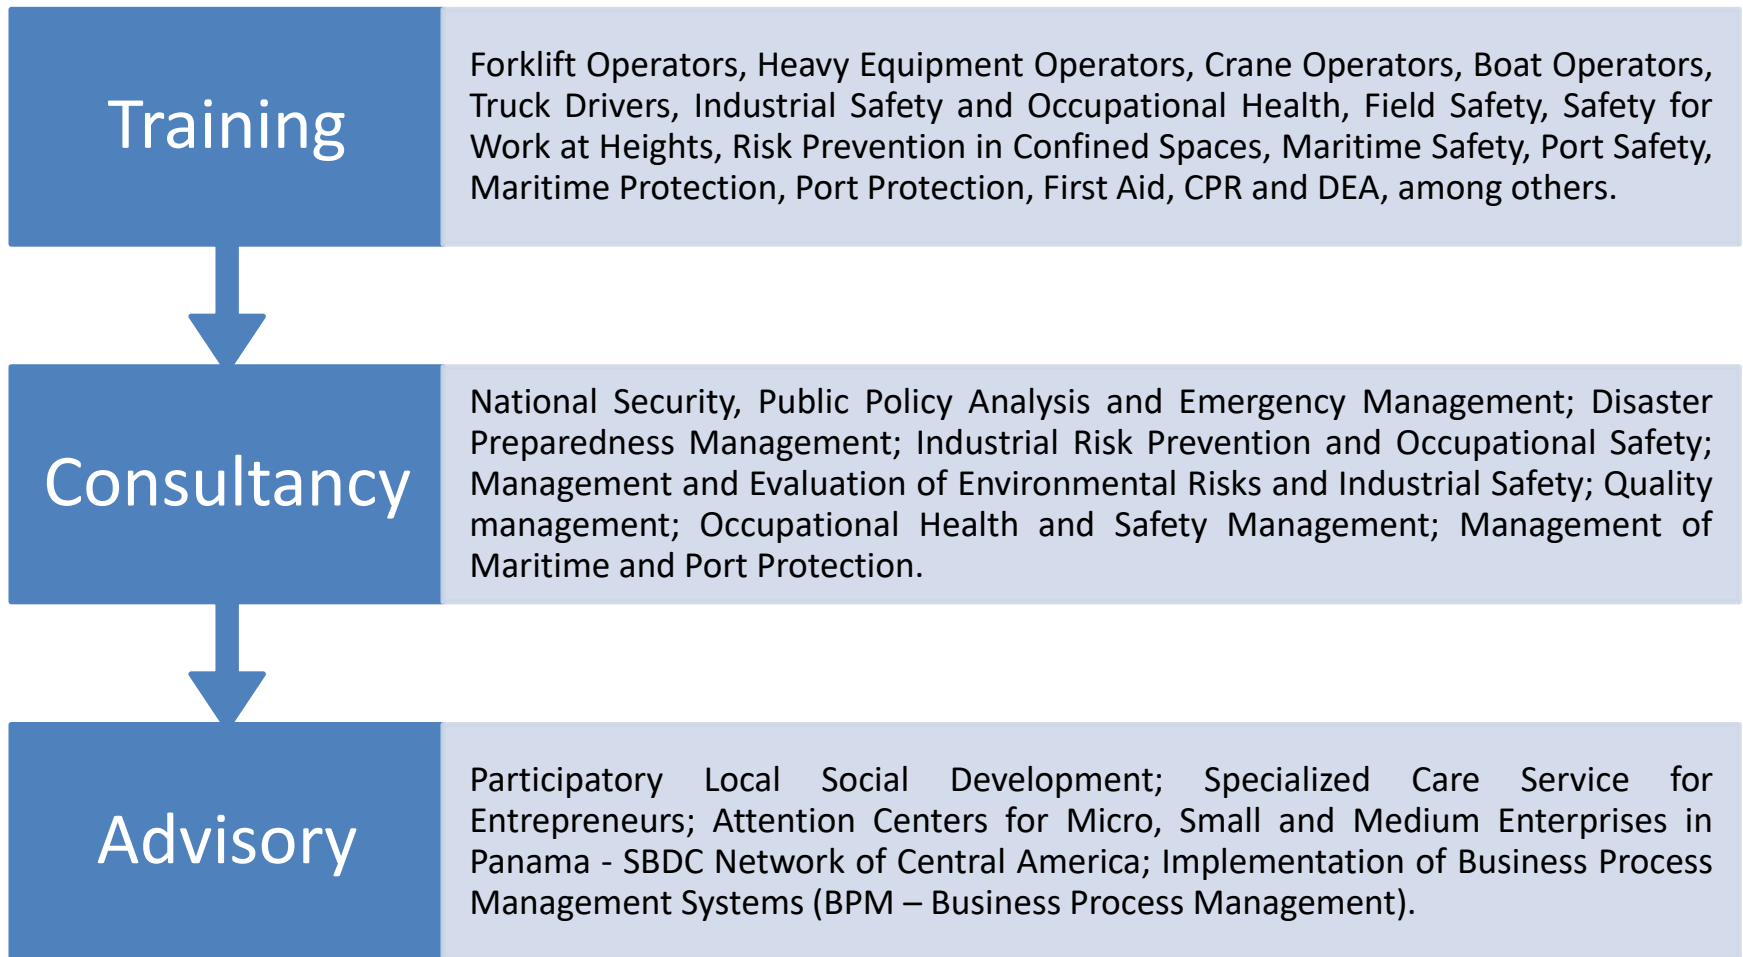 Training
Forklift Operators, Heavy Equipment Operators, Crane Operators, Boat Operators,
Truck Drivers, Industrial Safety and Occupational Health, Field Safety, Safety for
Work at Heights, Risk Prevention in Confined Spaces, Maritime Safety, Port Safety,
Maritime Protection, Port Protection, First Aid, CPR and DEA, among others.
Consultancy
National Security, Public Policy Analysis and Emergency Management; Disaster
Preparedness Management; Industrial Risk Prevention and Occupational Safety;
Management and Evaluation of Environmental Risks and Industrial Safety; Quality
management; Occupational Health and Safety Management; Management of
Maritime and Port Protection.
Advisory
Participatory Local Social Development; Specialized Care Service for
Entrepreneurs; Attention Centers for Micro, Small and Medium Enterprises in
Panama - SBDC Network of Central America; Implementation of Business Process
Management Systems (BPM – Business Process Management).